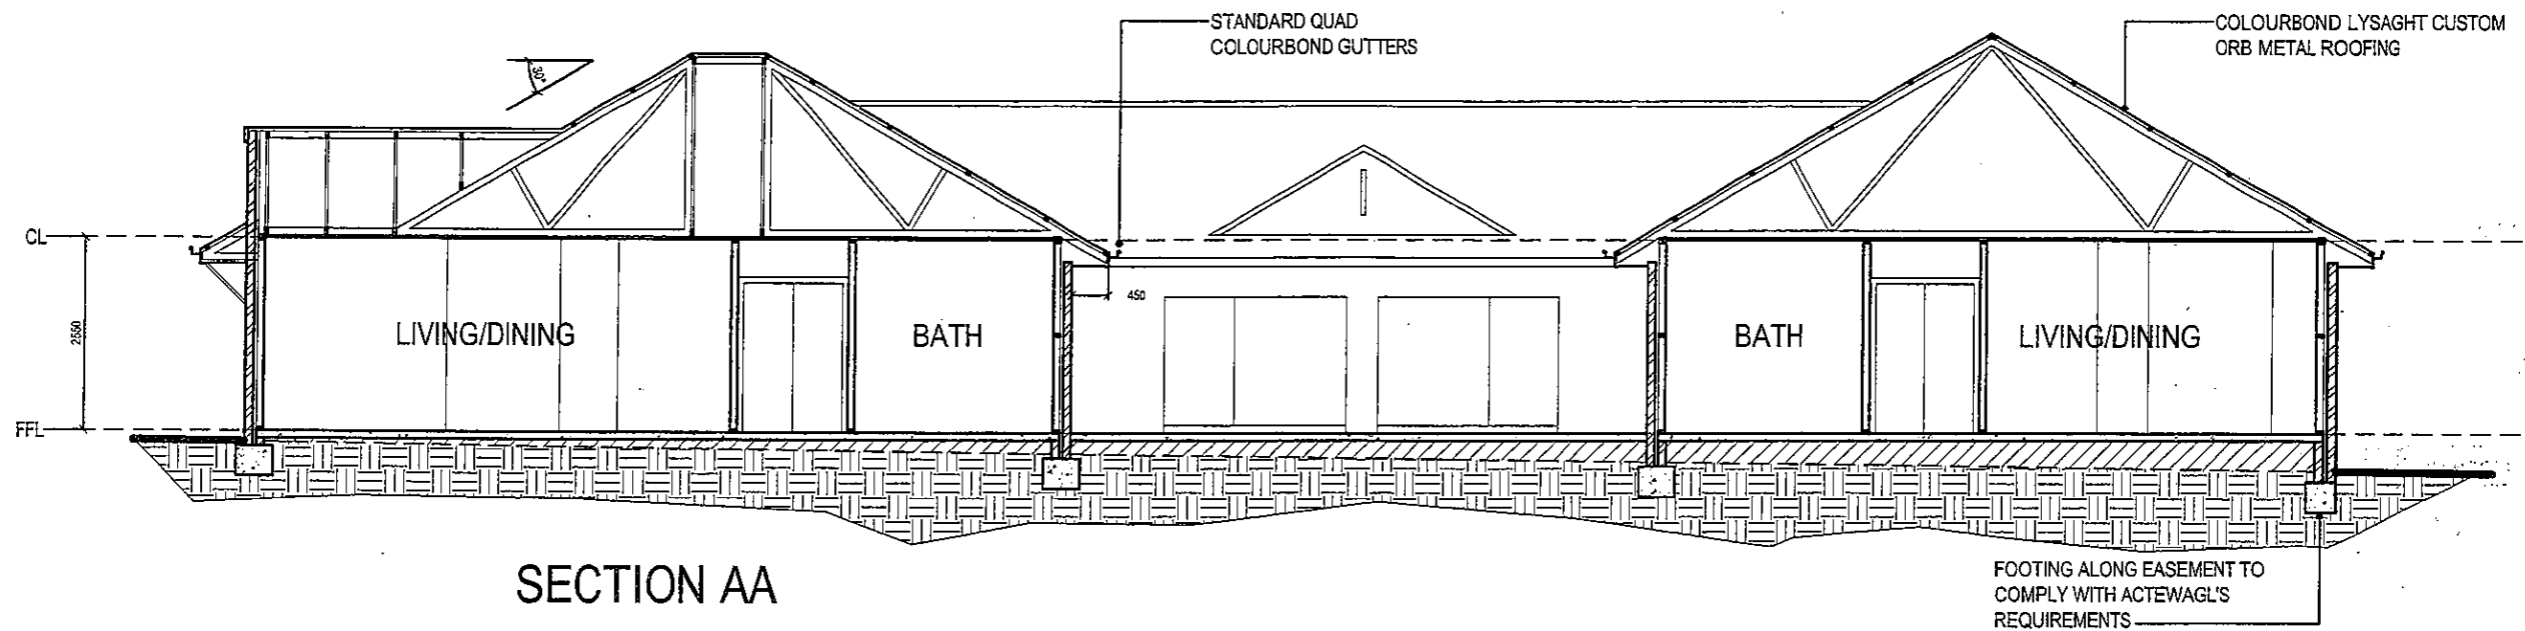 STANDARD QUAD
COLOURBOND GUTTERS
COLOURBOND LYSAGHT CUSTOM
ORB METAL ROOFING
30°
CL
2550
450
LIVING/DINING
BATH
BATH
LIVING/DINING
FFL
SECTION AA
FOOTING ALONG EASEMENT TO
COMPLY WITH ACTEWAGL'S
REQUIREMENTS